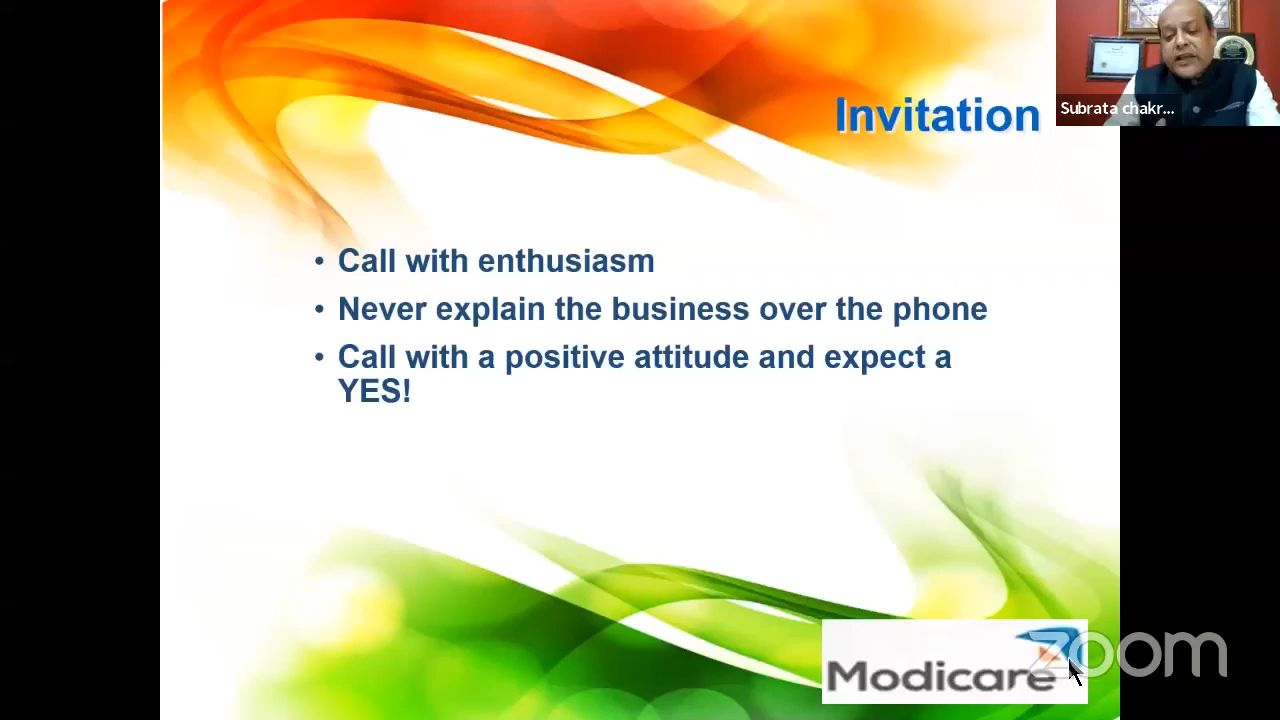 Invitation
Subrata chakr...
• Call with enthusiasm
• Never explain the business over the phone
• Call with a positive attitude and expect a
YES!
Modicare
zoom